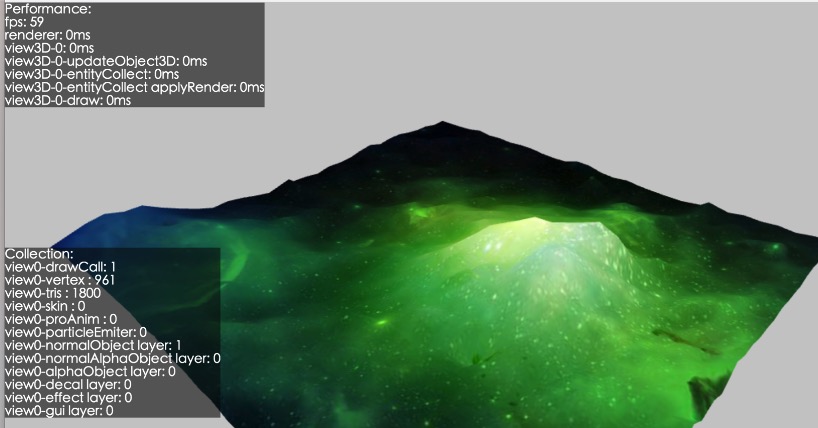 Performance:
fps: 59
renderer: 0ms
view3D-0: 0ms
view3D-0-updateObject3D: 0ms
view3D-0-entityCollect: 0ms
view3D-0-entityCollect applyRender: 0ms
view3D-0-draw: 0ms
Collection:
view0-drawCall: 1
view0-vertex : 961
view0-tris : 1800
view0-skin : 0
view0-proAnim : 0
view0-particleEmiter: 0
view0-normalObject layer: 1
view0-normalAlphaObject layer: 0
view0-alphaObject layer: 0
view0-decal layer: 0
view0-effect layer: 0
view0-gui layer: 0